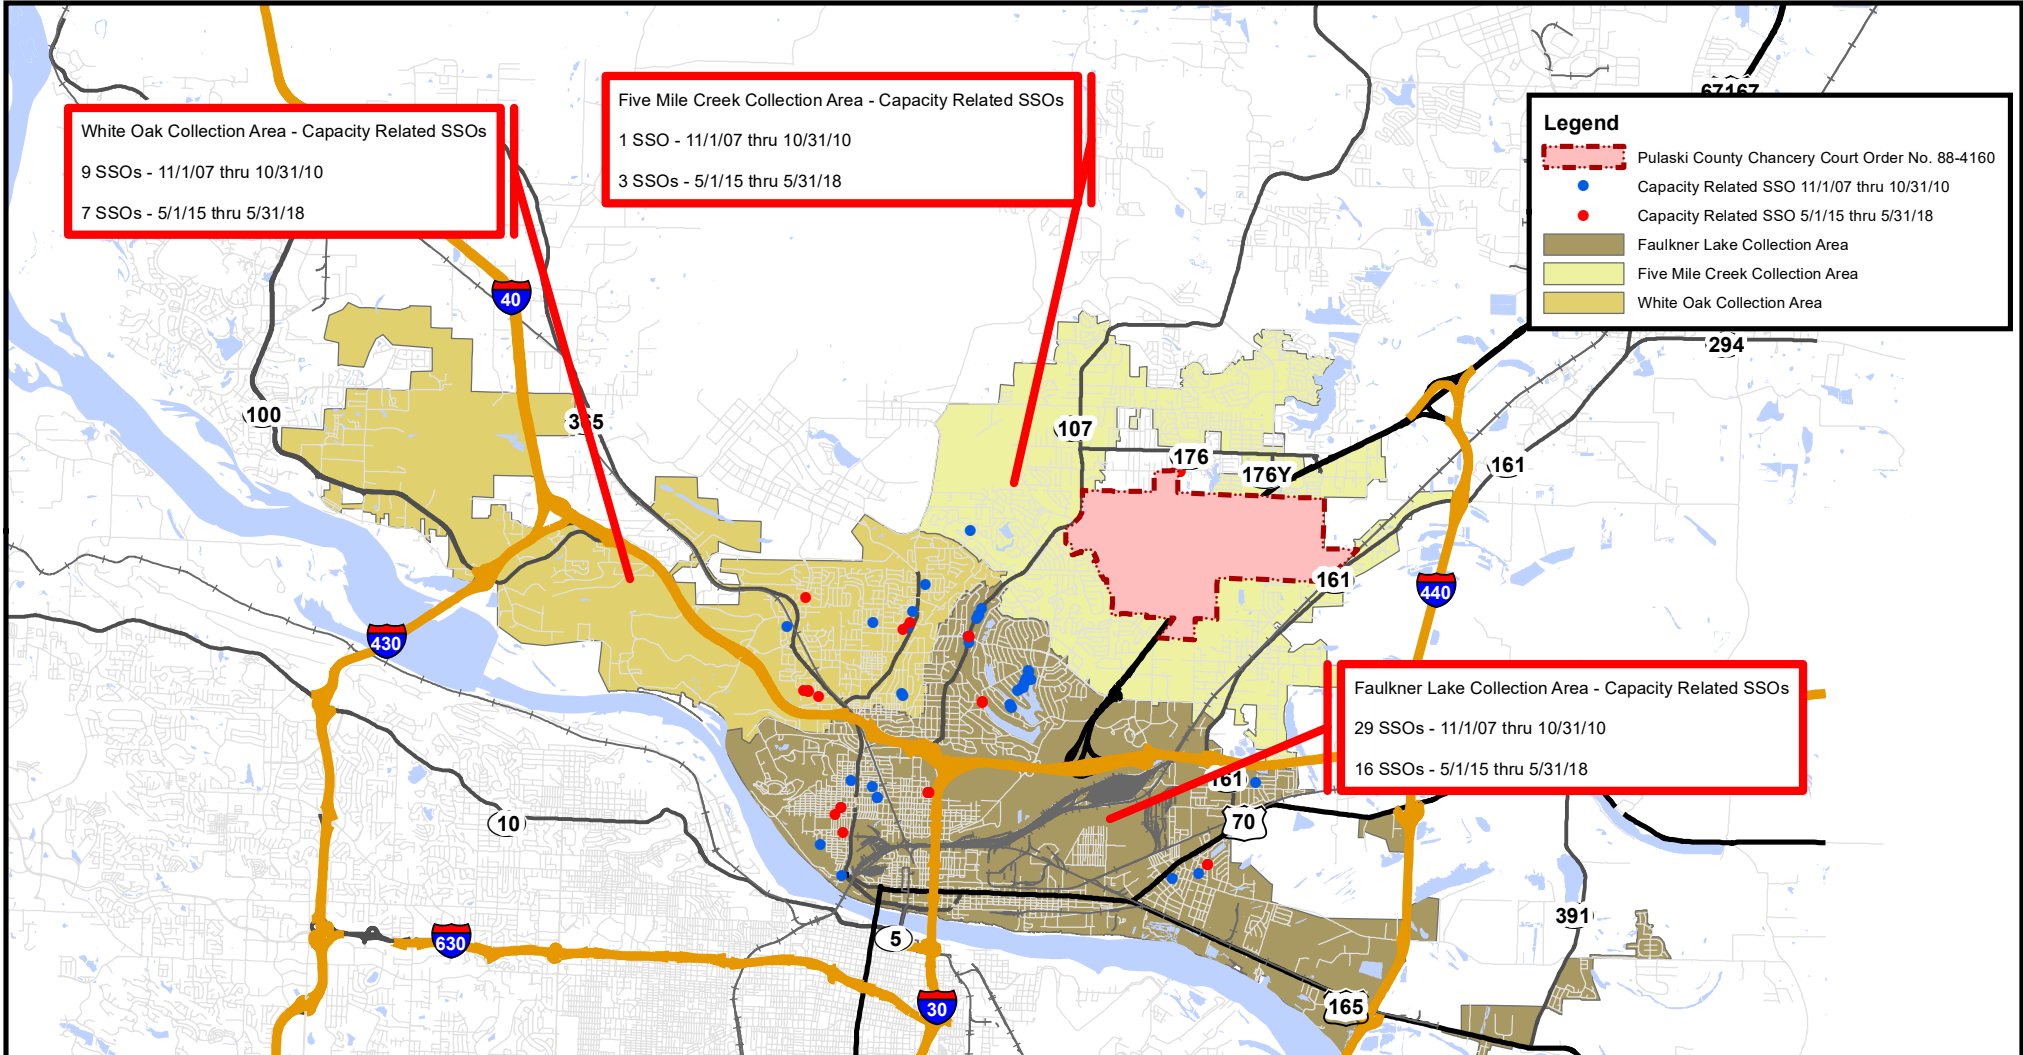 67167
White Oak Collection Area - Capacity Related SSOs
9 SSOs - 11/1/07 thru 10/31/10
7 SSOs - 5/1/15 thru 5/31/18
Five Mile Creek Collection Area - Capacity Related SSOs
1 SSO - 11/1/07 thru 10/31/10
3 SSOs - 5/1/15 thru 5/31/18
Legend
Pulaski County Chancery Court Order No. 88-4160
Capacity Related SSO 11/1/07 thru 10/31/10
Capacity Related SSO 5/1/15 thru 5/31/18
Faulkner Lake Collection Area
Five Mile Creek Collection Area
White Oak Collection Area
40
294
100
365
107
176
176Y
161
161
440
430
Faulkner Lake Collection Area - Capacity Related SSOs
29 SSOs - 11/1/07 thru 10/31/10
16 SSOs - 5/1/15 thru 5/31/18
161
70
10
391
5
630
30
165